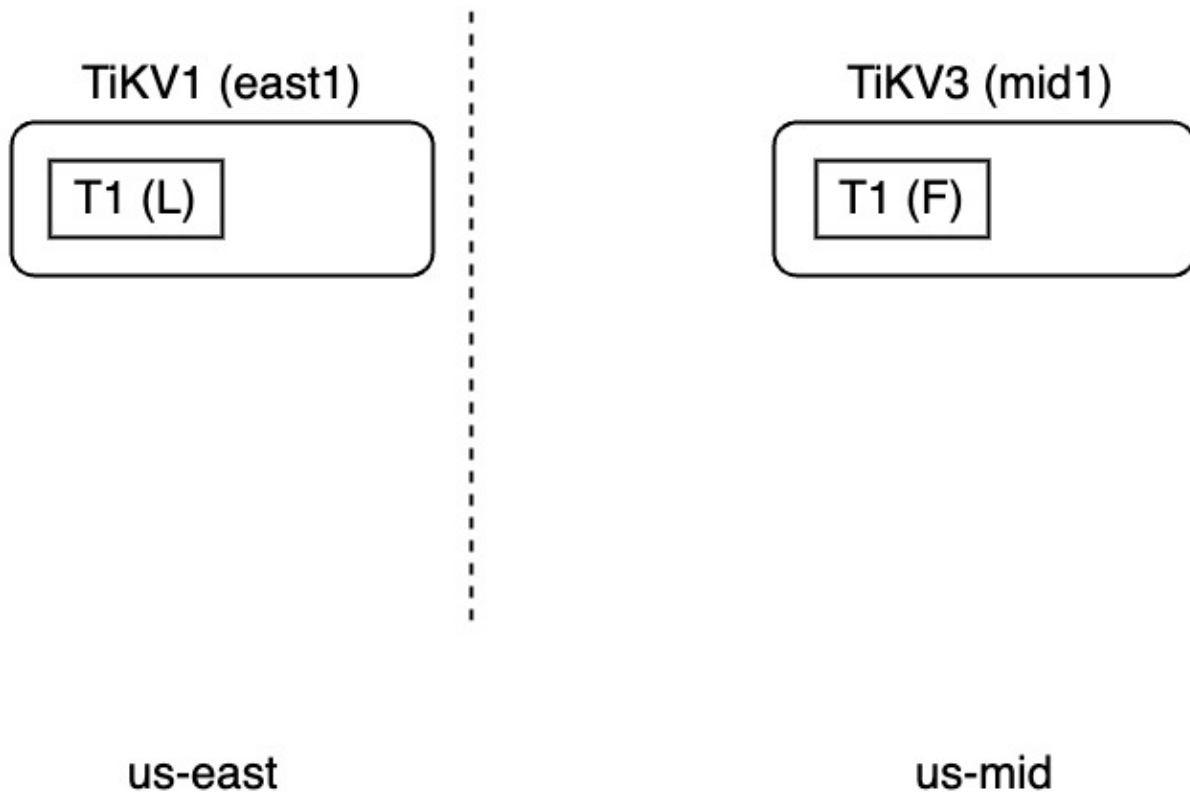 TiKV1 (east1)
TiKV3 (mid1)
T1 (L)
T1 (F)
us-east
us-mid